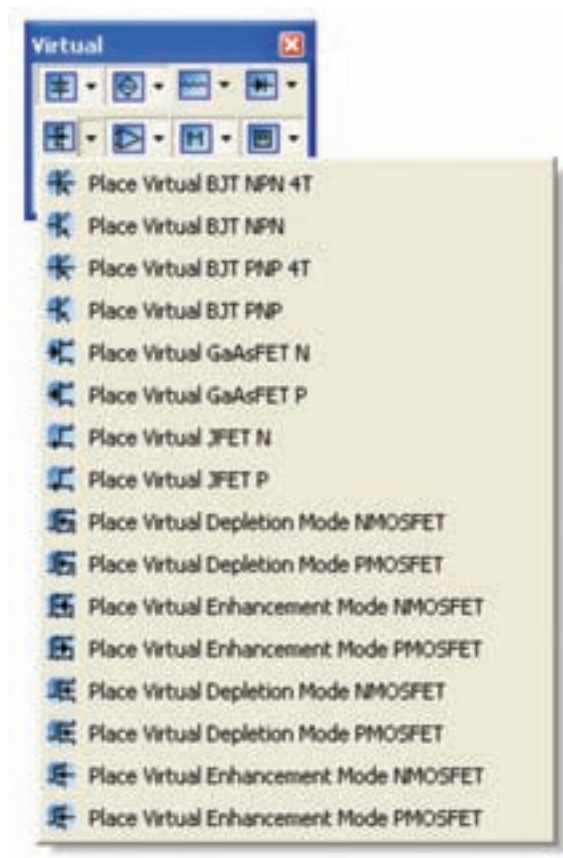 Virtual
Place Virtual BJT NPN 4T
Place Virtual BJT NPN
Place Virtual BJT PNP 4T
Place Virtual BJT PNP
Place Virtual GaAsFET N
Place Virtual GaAsFET P
Place Virtual JFET N
Place Virtual JFET P
Place Virtual Depletion Mode NMOSFET
Place Virtual Depletion Mode PMOSFET
Place Virtual Enhancement Mode NMOSFET
Place Virtual Enhancement Mode PMOSFET
Place Virtual Depletion Mode NMOSFET
Place Virtual Depletion Mode PMOSFET
Place Virtual Enhancement Mode NMOSFET
Place Virtual Enhancement Mode PMOSFET